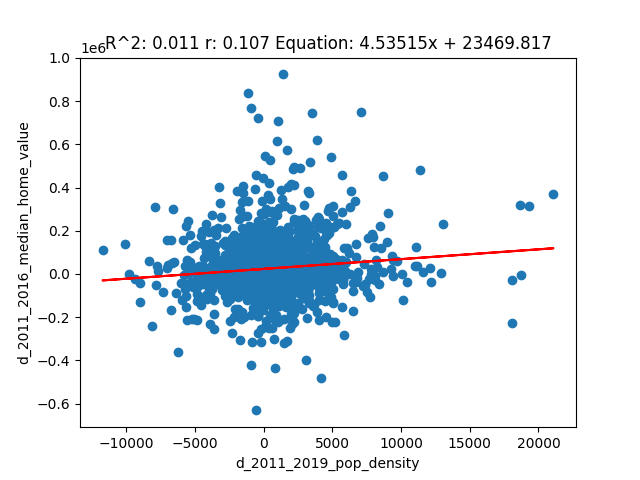 R^2: 0.011 r: 0.107 Equation: 4.53515x + 23469.817
1e6
1.0
0.8
0.6
0.4
0.2
0.0
−0.2
−0.4
−0.6
d_2011_2016_median_home_value
−10000 −5000 0 5000 10000 15000 20000
d_2011_2019_pop_density